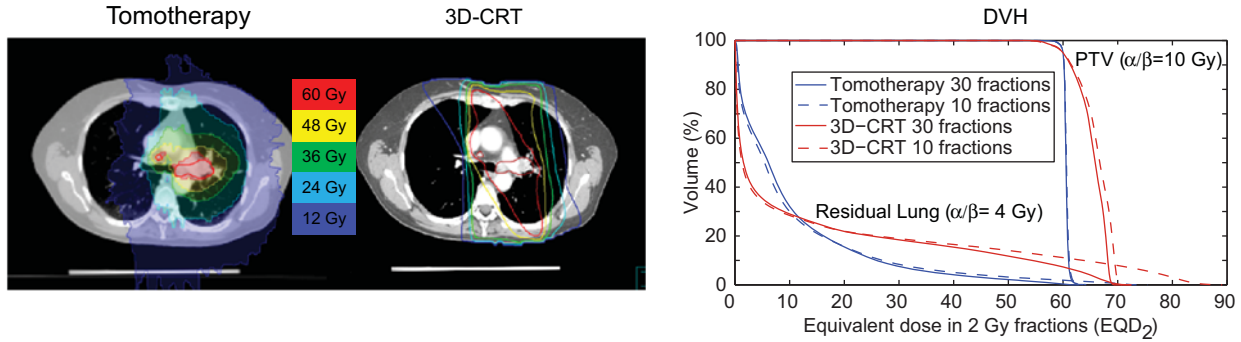 Tomotherapy
3D-CRT
60 Gy
48 Gy
36 Gy
24 Gy
12 Gy
DVH
PTV (α/β=10 Gy)
Tomotherapy 30 fractions
Tomotherapy 10 fractions
3D−CRT 30 fractions
3D−CRT 10 fractions
Residual Lung (α/β= 4 Gy)
Volume (%)
100
80
60
40
20
0
0 10 20 30 40 50 60 70 80 90
Equivalent dose in 2 Gy fractions (EQD₂)